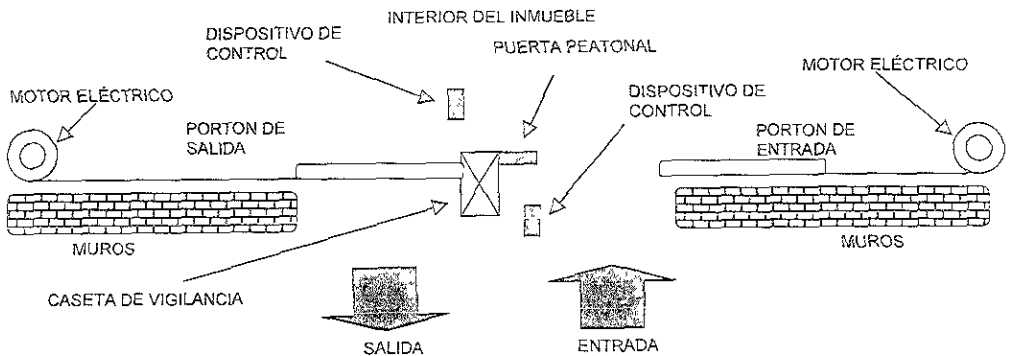 INTERIOR DEL INMUEBLE
DISPOSITIVO DE
CONTROL
PUERTA PEATONAL
MOTOR ELÉCTRICO
MOTOR ELÉCTRICO
DISPOSITIVO DE
CONTROL
PORTON DE
SALIDA
PORTON DE
ENTRADA
MUROS
MUROS
CASETA DE VIGILANCIA
SALIDA
ENTRADA